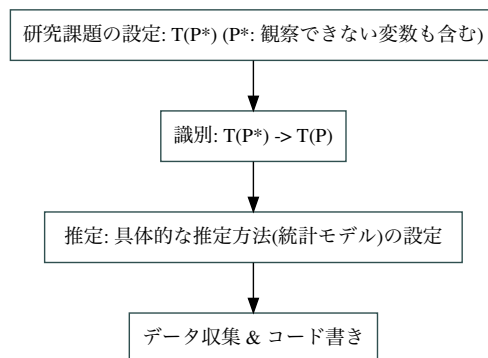 研究課題の設定: T(P*) (P*: 観察できない変数も含む)
識別: T(P*) -> T(P)
推定: 具体的な推定方法(統計モデル)の設定
データ収集 & コード書き